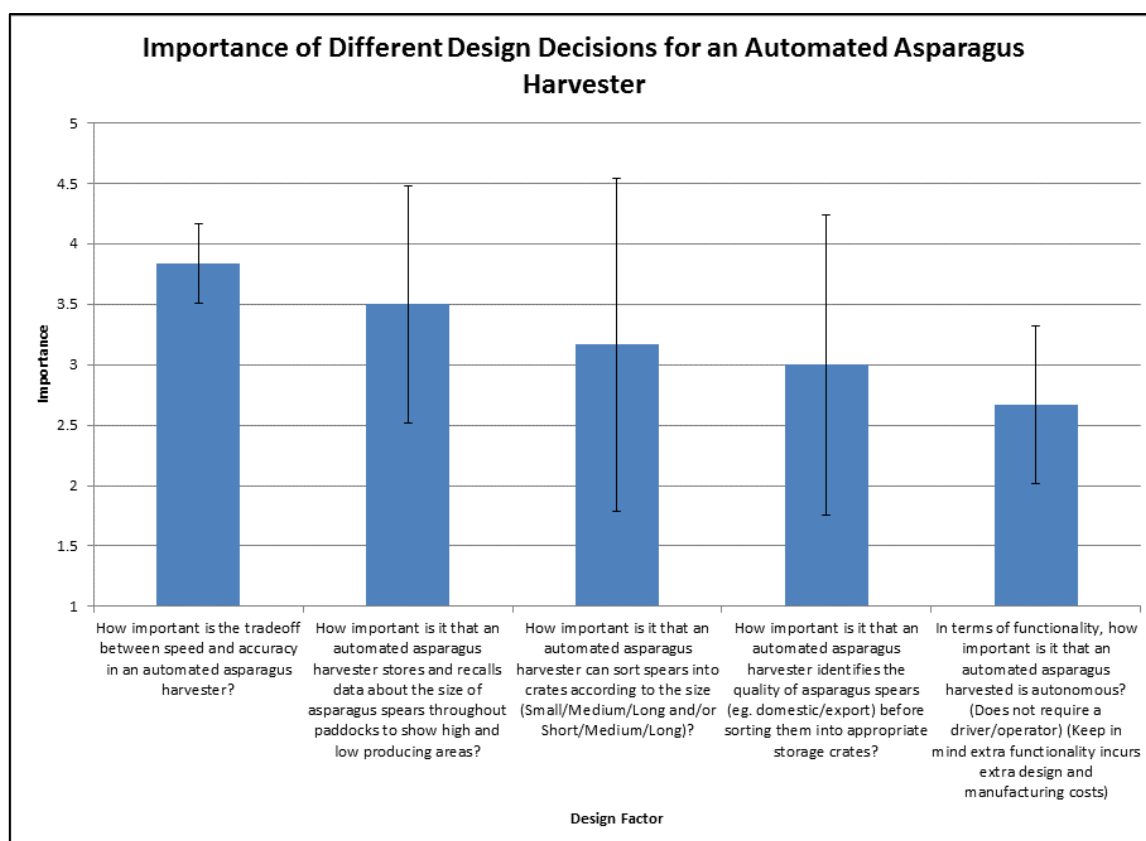 Importance of Different Design Decisions for an Automated Asparagus
Harvester
5
4.5
4
3.5
3
2.5
2
1.5
1
Importance
How important is the tradeoff
between speed and accuracy
in an automated asparagus
harvester?
How important is it that an
automated asparagus
harvester stores and recalls
data about the size of
asparagus spears throughout
paddocks to show high and
low producing areas?
How important is it that an
automated asparagus
harvester can sort spears into
crates according to the size
(Small/Medium/Long and/or
Short/Medium/Long)?
How important is it that an
automated asparagus
harvester identifies the
quality of asparagus spears
(eg. domestic/export) before
sorting them into appropriate
storage crates?
In terms of functionality, how
important is it that an
automated asparagus
harvested is autonomous?
(Does not require a
driver/operator) (Keep in
mind extra functionality incurs
extra design and
manufacturing costs)
Design Factor